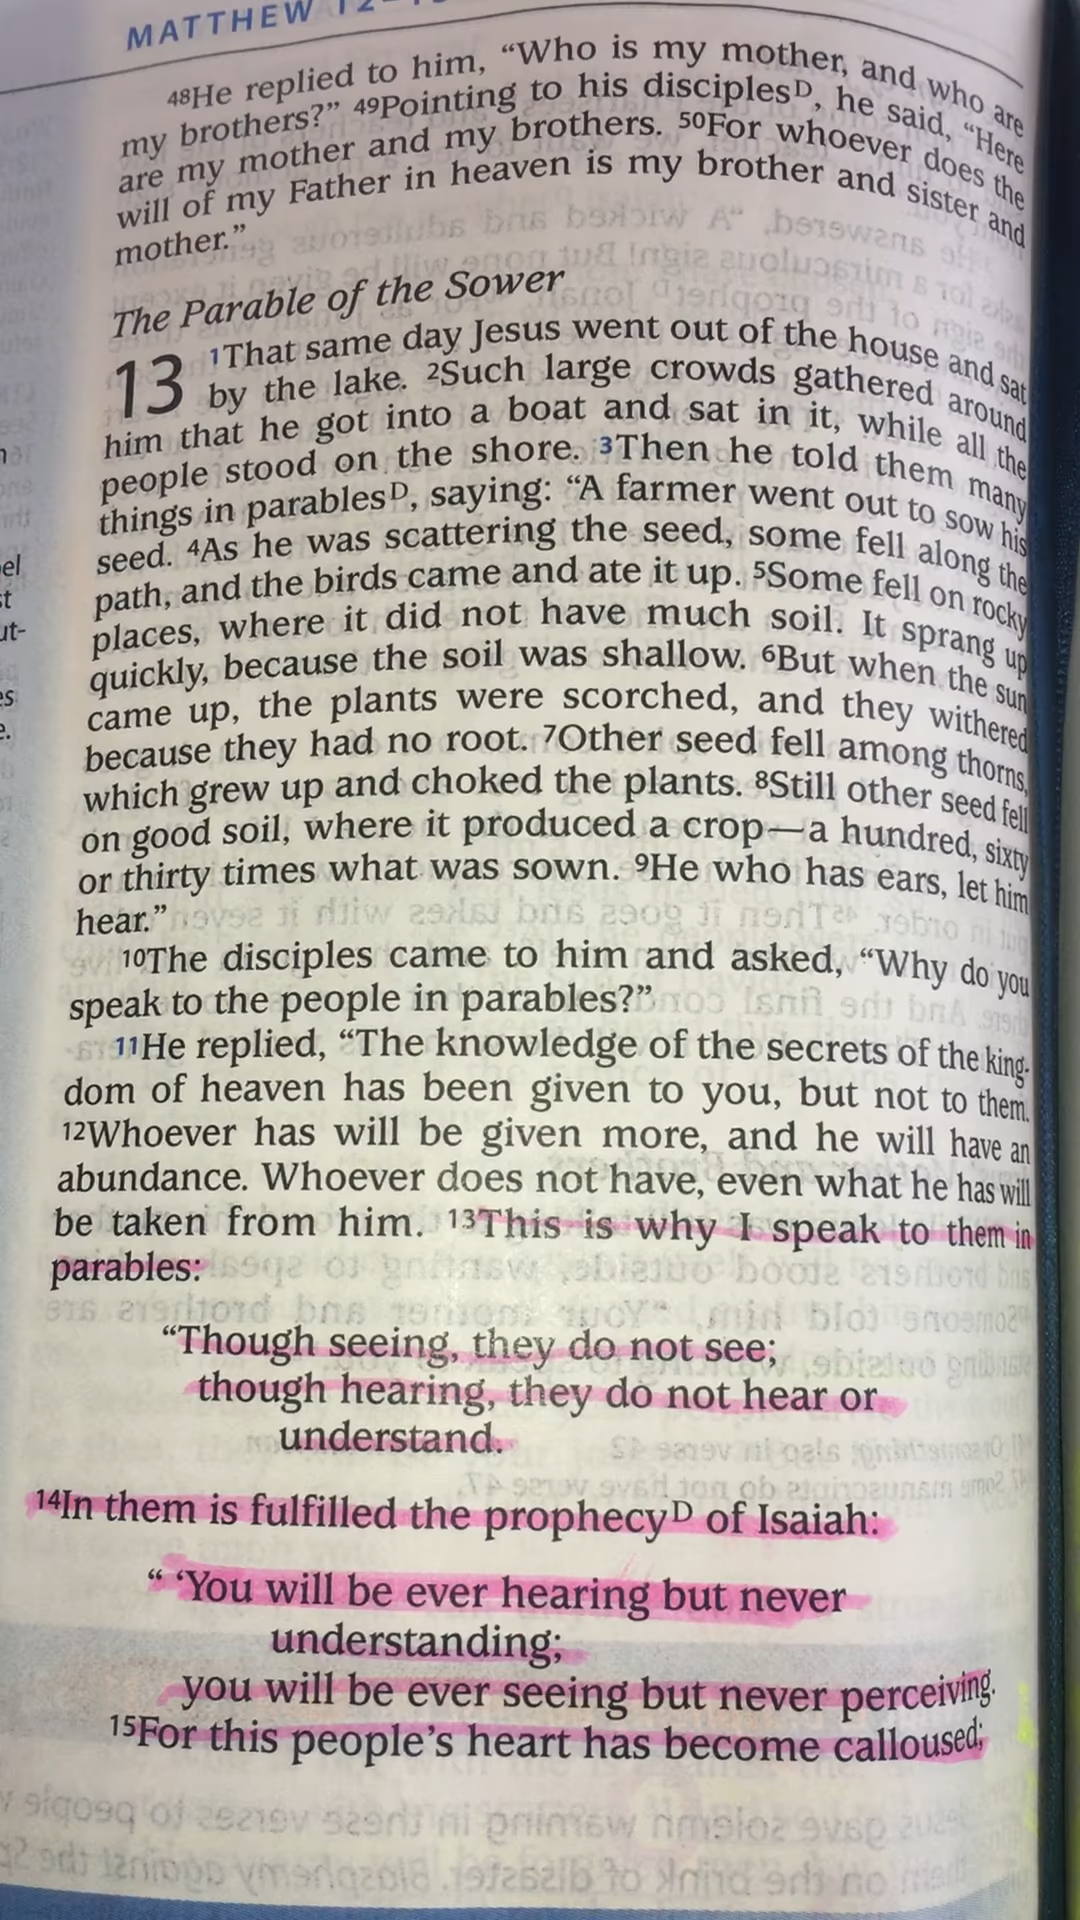 MATTHEW 12–13
48He replied to him, “Who is my mother, and who are
my brothers?” 49Pointing to his disciplesD, he said, “Here
are my mother and my brothers. 50For whoever does the
will of my Father in heaven is my brother and sister and
mother.”
The Parable of the Sower
13 1That same day Jesus went out of the house and sat
by the lake. 2Such large crowds gathered around
him that he got into a boat and sat in it, while all the
people stood on the shore. 3Then he told them many
things in parablesD, saying: “A farmer went out to sow his
seed. 4As he was scattering the seed, some fell along the
path, and the birds came and ate it up. 5Some fell on rocky
places, where it did not have much soil. It sprang up
quickly, because the soil was shallow. 6But when the sun
came up, the plants were scorched, and they withered
because they had no root. 7Other seed fell among thorns,
which grew up and choked the plants. 8Still other seed fell
on good soil, where it produced a crop—a hundred, sixty
or thirty times what was sown. 9He who has ears, let him
hear.”
10The disciples came to him and asked, “Why do you
speak to the people in parables?”
11He replied, “The knowledge of the secrets of the king-
dom of heaven has been given to you, but not to them.
12Whoever has will be given more, and he will have an
abundance. Whoever does not have, even what he has will
be taken from him. 13This is why I speak to them in
parables:
“Though seeing, they do not see;
though hearing, they do not hear or
understand.
14In them is fulfilled the prophecyD of Isaiah:
“ ‘You will be ever hearing but never
understanding;
you will be ever seeing but never perceiving.
15For this people’s heart has become calloused;